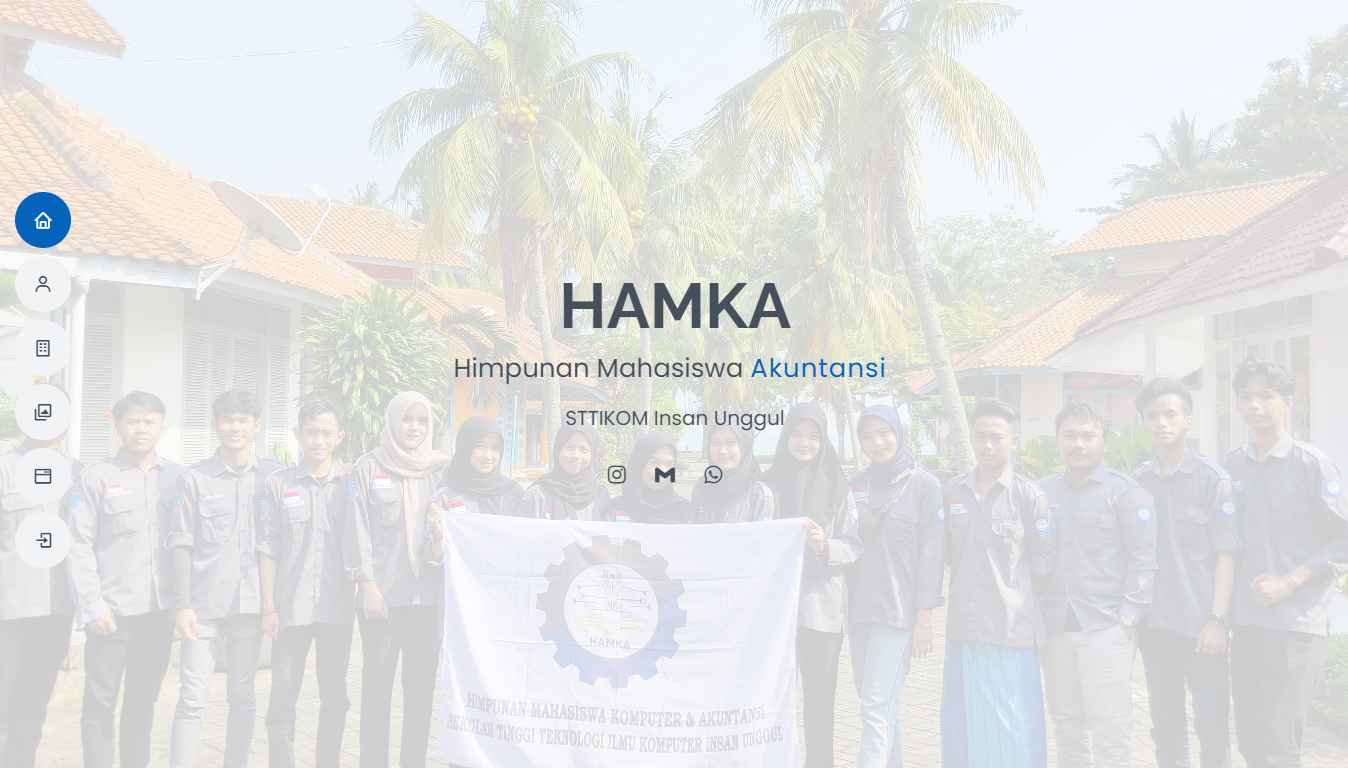 HAMKA
Himpunan Mahasiswa Akuntansi
STTIKOM Insan Unggul
HAMKA
HIMPUNAN MAHASISWA KOMPUTER & AKUNTANSI
SEKOLAH TINGGI TEKNOLOGI ILMU KOMPUTER INSAN UNGGUL